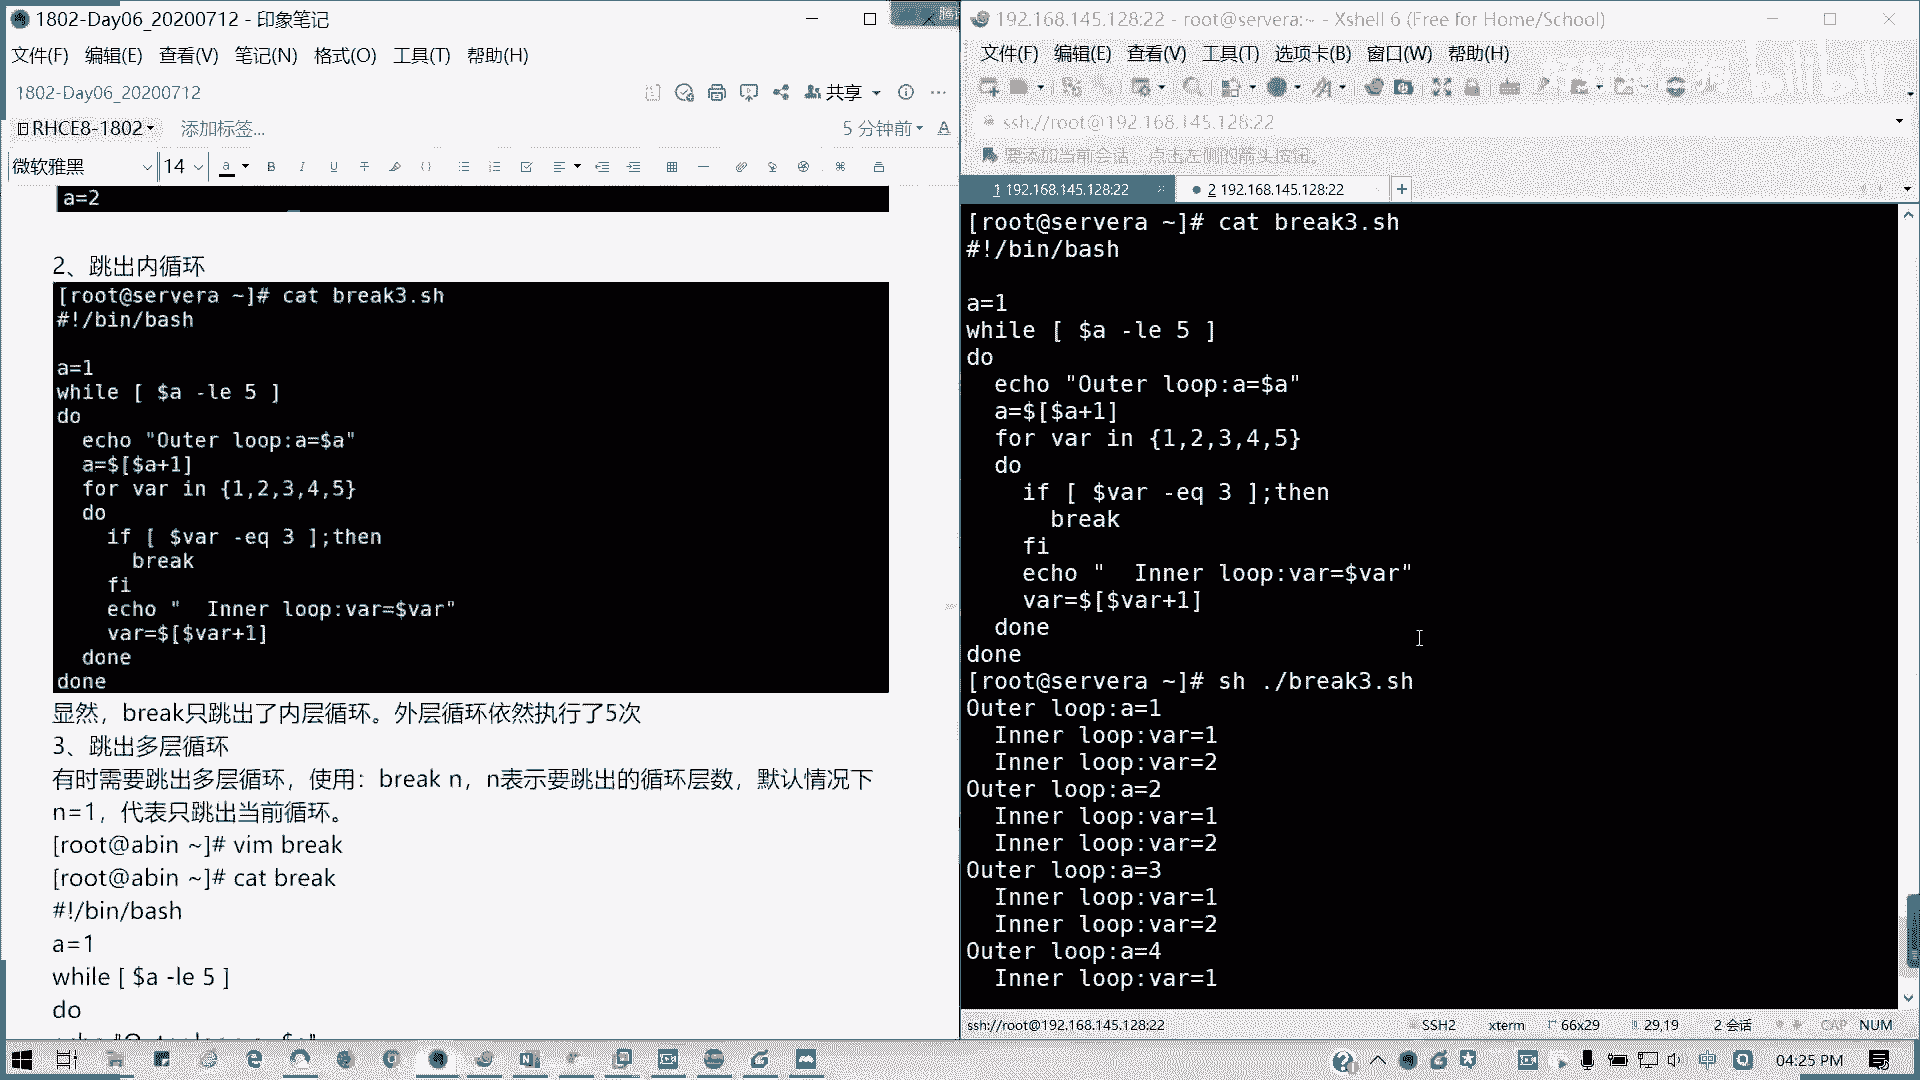 1802-Day06_20200712 - 印象笔记
文件(F) 编辑(E) 查看(V) 笔记(N) 格式(O) 工具(T) 帮助(H)
1802-Day06_20200712
共享
RHCE8-1802
添加标签...
5 分钟前
微软雅黑 14
a=2
2、跳出内循环
[root@servera ~]# cat break3.sh
#!/bin/bash
a=1
while [ $a -le 5 ]
do
  echo "Outer loop:a=$a"
  a=$[$a+1]
  for var in {1,2,3,4,5}
  do
    if [ $var -eq 3 ];then
      break
    fi
    echo "  Inner loop:var=$var"
    var=$[$var+1]
  done
done
显然，break只跳出了内层循环。外层循环依然执行了5次
3、跳出多层循环
有时需要跳出多层循环，使用：break n，n表示要跳出的循环层数，默认情况下
n=1，代表只跳出当前循环。
[root@abin ~]# vim break
[root@abin ~]# cat break
#!/bin/bash
a=1
while [ $a -le 5 ]
do
192.168.145.128:22 - root@servera:~ - Xshell 6 (Free for Home/School)
文件(F) 编辑(E) 查看(V) 工具(T) 选项卡(B) 窗口(W) 帮助(H)
ssh://root@192.168.145.128:22
要添加当前会话，点击左侧的箭头按钮。
1 192.168.145.128:22
2 192.168.145.128:22
[root@servera ~]# cat break3.sh
#!/bin/bash
a=1
while [ $a -le 5 ]
do
  echo "Outer loop:a=$a"
  a=$[$a+1]
  for var in {1,2,3,4,5}
  do
    if [ $var -eq 3 ];then
      break
    fi
    echo "  Inner loop:var=$var"
    var=$[$var+1]
  done
done
[root@servera ~]# sh ./break3.sh
Outer loop:a=1
  Inner loop:var=1
  Inner loop:var=2
Outer loop:a=2
  Inner loop:var=1
  Inner loop:var=2
Outer loop:a=3
  Inner loop:var=1
  Inner loop:var=2
Outer loop:a=4
  Inner loop:var=1
ssh://root@192.168.145.128:22
SSH2 xterm 66x29 29,19 2 会话 CAP NUM
中
04:25 PM